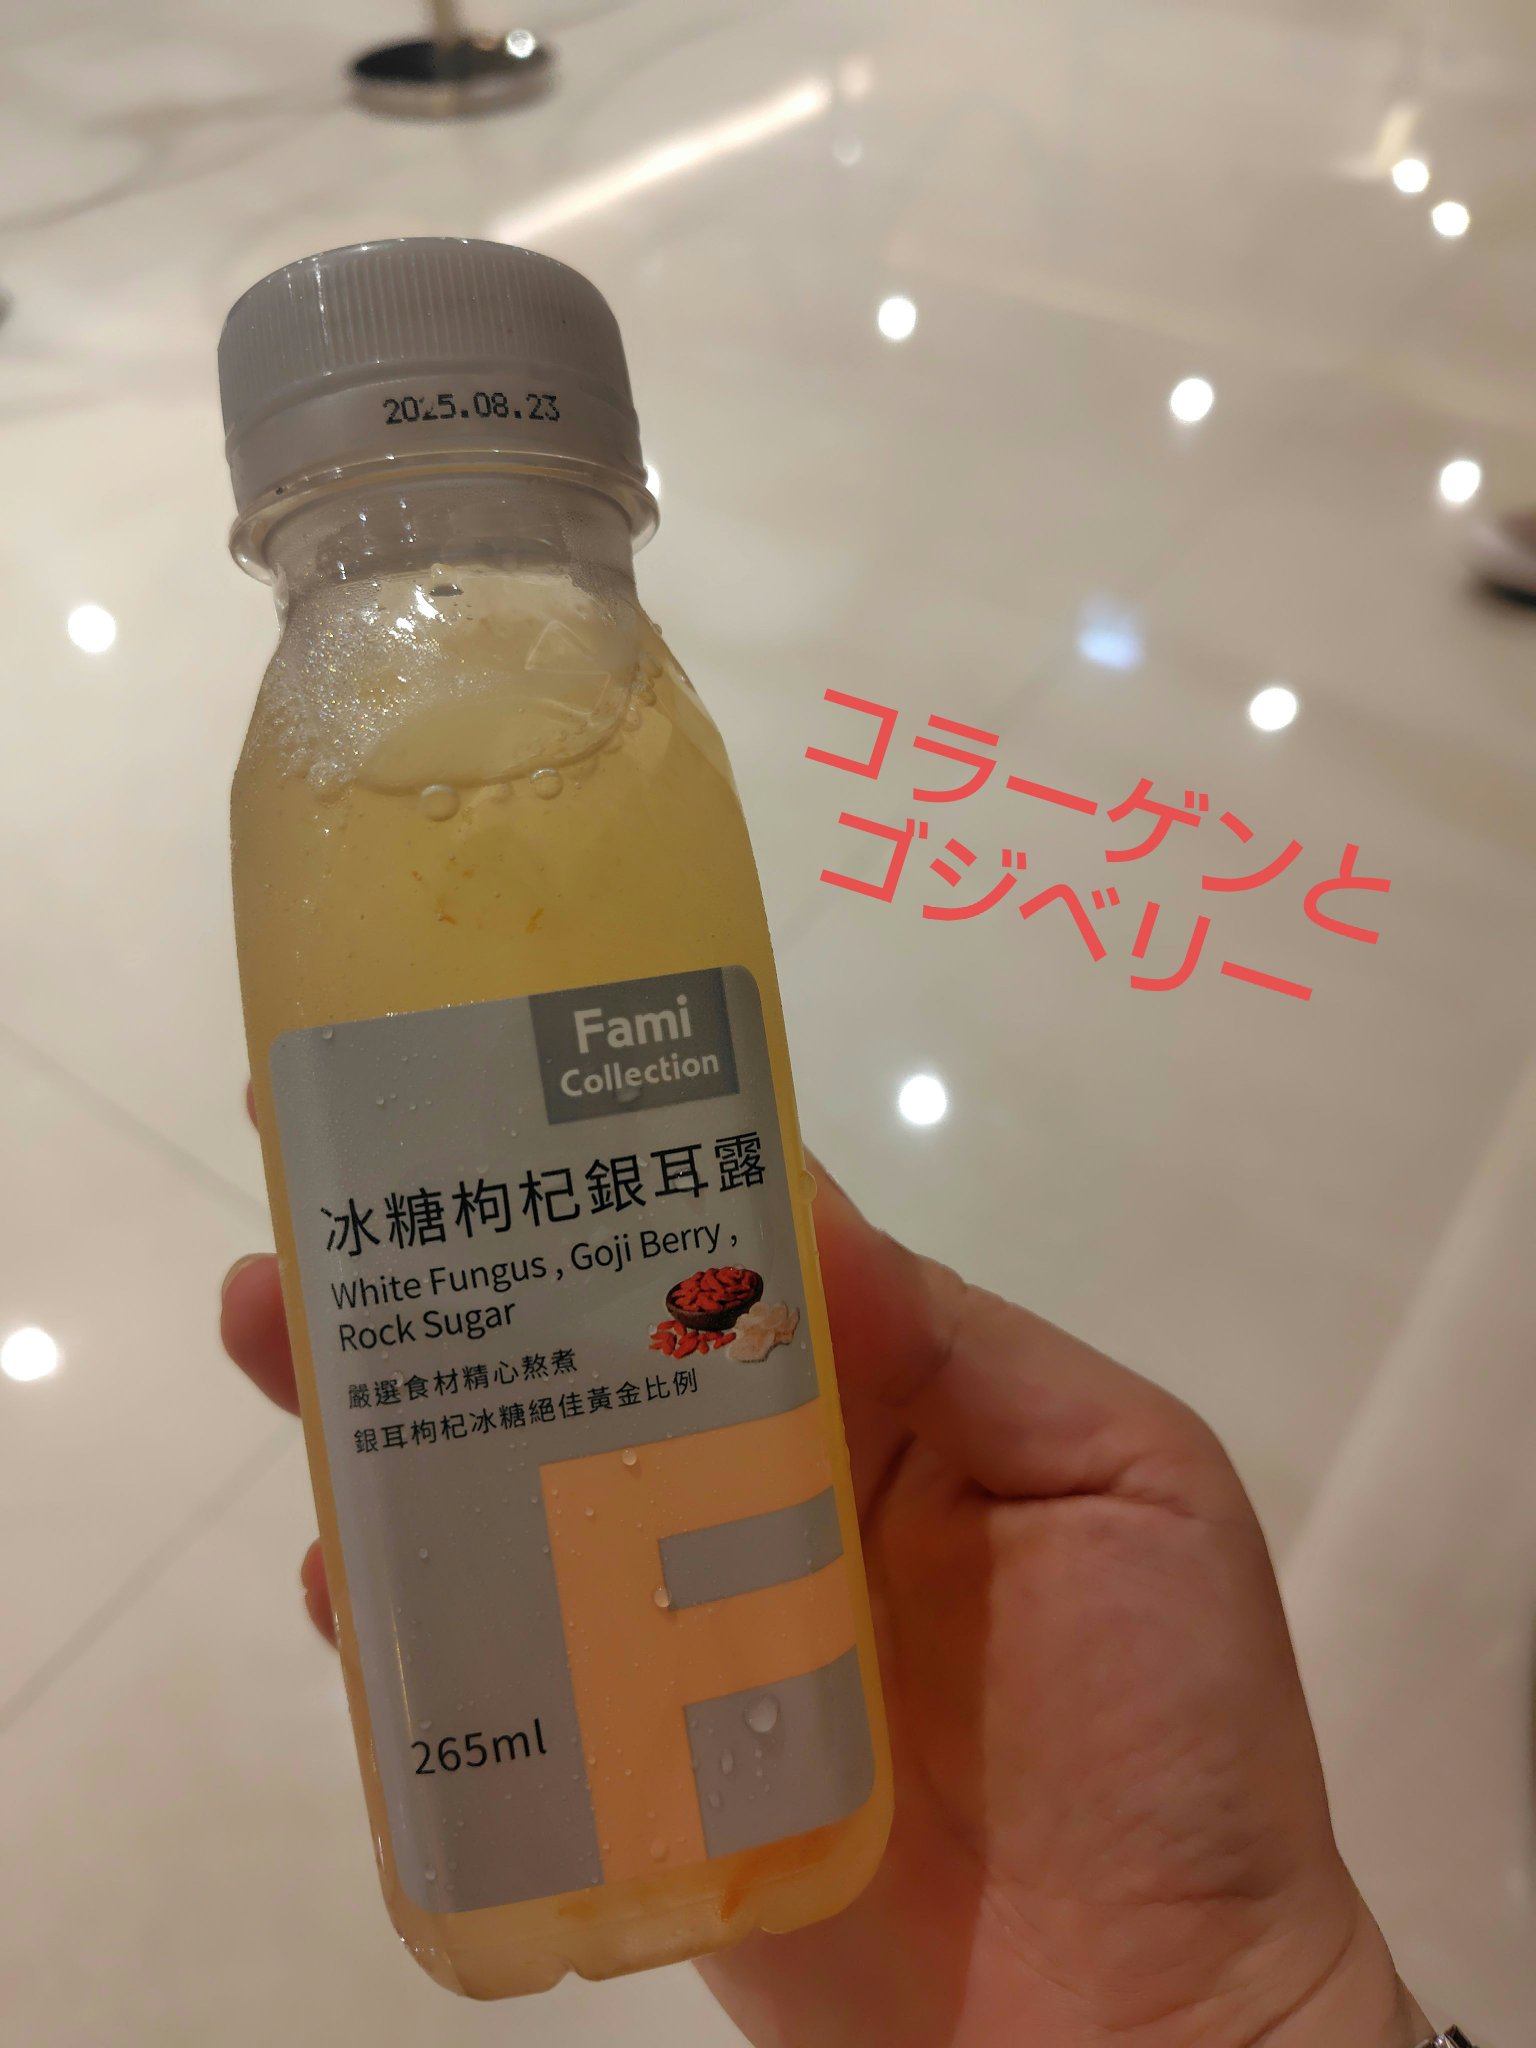 2025.08.23
コラーゲンと
ゴジベリー
Fami
Collection
冰糖枸杞銀耳露
White Fungus , Goji Berry ,
Rock Sugar
嚴選食材精心熬煮
銀耳枸杞冰糖絕佳黃金比例
265ml